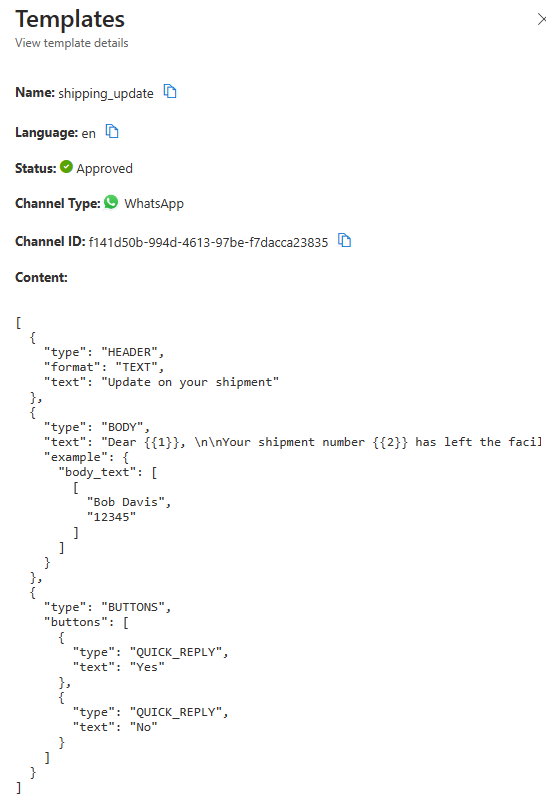 Templates
View template details
Name: shipping_update
Language: en
Status: Approved
Channel Type: WhatsApp
Channel ID: f141d50b-994d-4613-97be-f7dacca23835
Content:
[
  {
    "type": "HEADER",
    "format": "TEXT",
    "text": "Update on your shipment"
  },
  {
    "type": "BODY",
    "text": "Dear {{1}}, \n\nYour shipment number {{2}} has left the facil
    "example": {
      "body_text": [
        [
          "Bob Davis",
          "12345"
        ]
      ]
    }
  },
  {
    "type": "BUTTONS",
    "buttons": [
      {
        "type": "QUICK_REPLY",
        "text": "Yes"
      },
      {
        "type": "QUICK_REPLY",
        "text": "No"
      }
    ]
  }
]